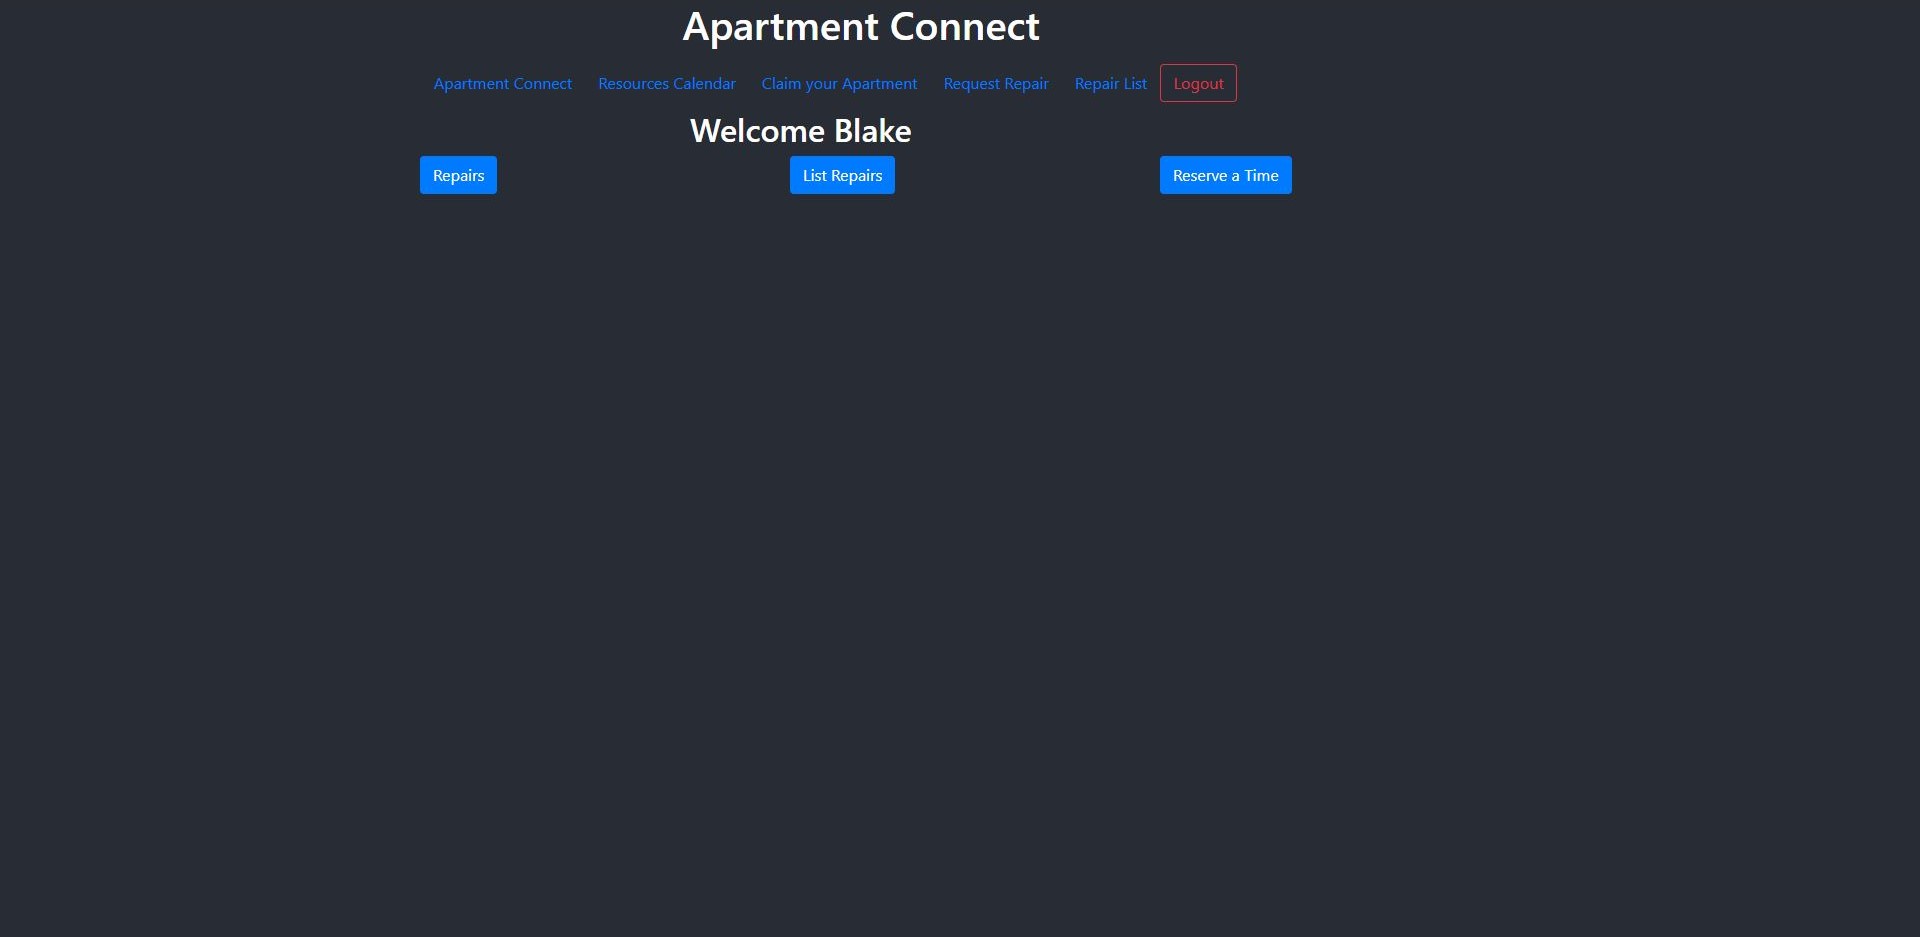 Apartment Connect
Apartment Connect Resources Calendar Claim your Apartment Request Repair Repair List Logout
Welcome Blake
Repairs List Repairs Reserve a Time